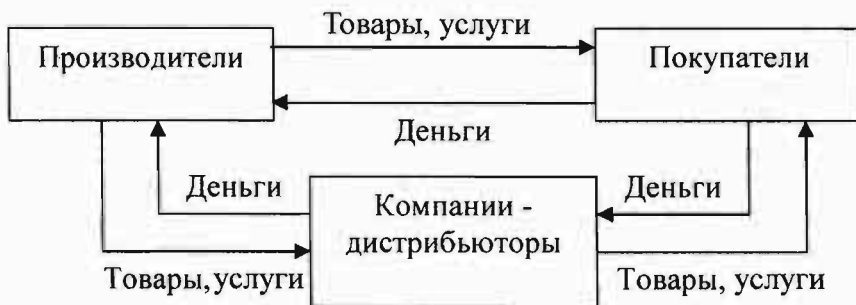 Товары, услуги
Производители
Покупатели
Деньги
Деньги
Деньги
Компании -
дистрибьюторы
Товары, услуги
Товары, услуги